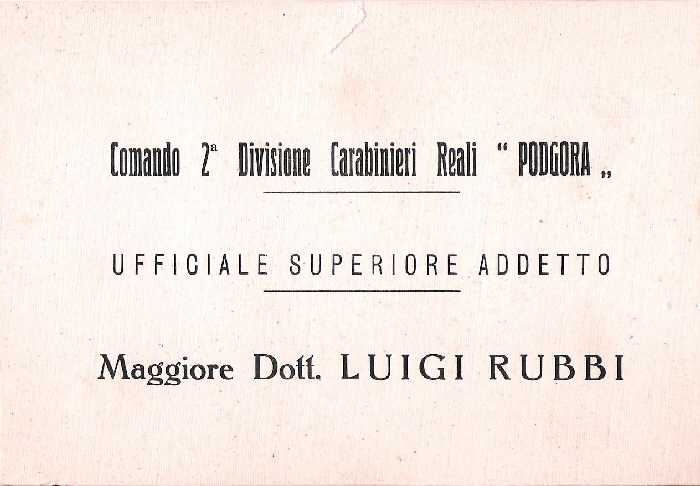 Comando 2ª Divisione Carabinieri Reali “ PODGORA „
UFFICIALE SUPERIORE ADDETTO
Maggiore Dott. LUIGI RUBBI